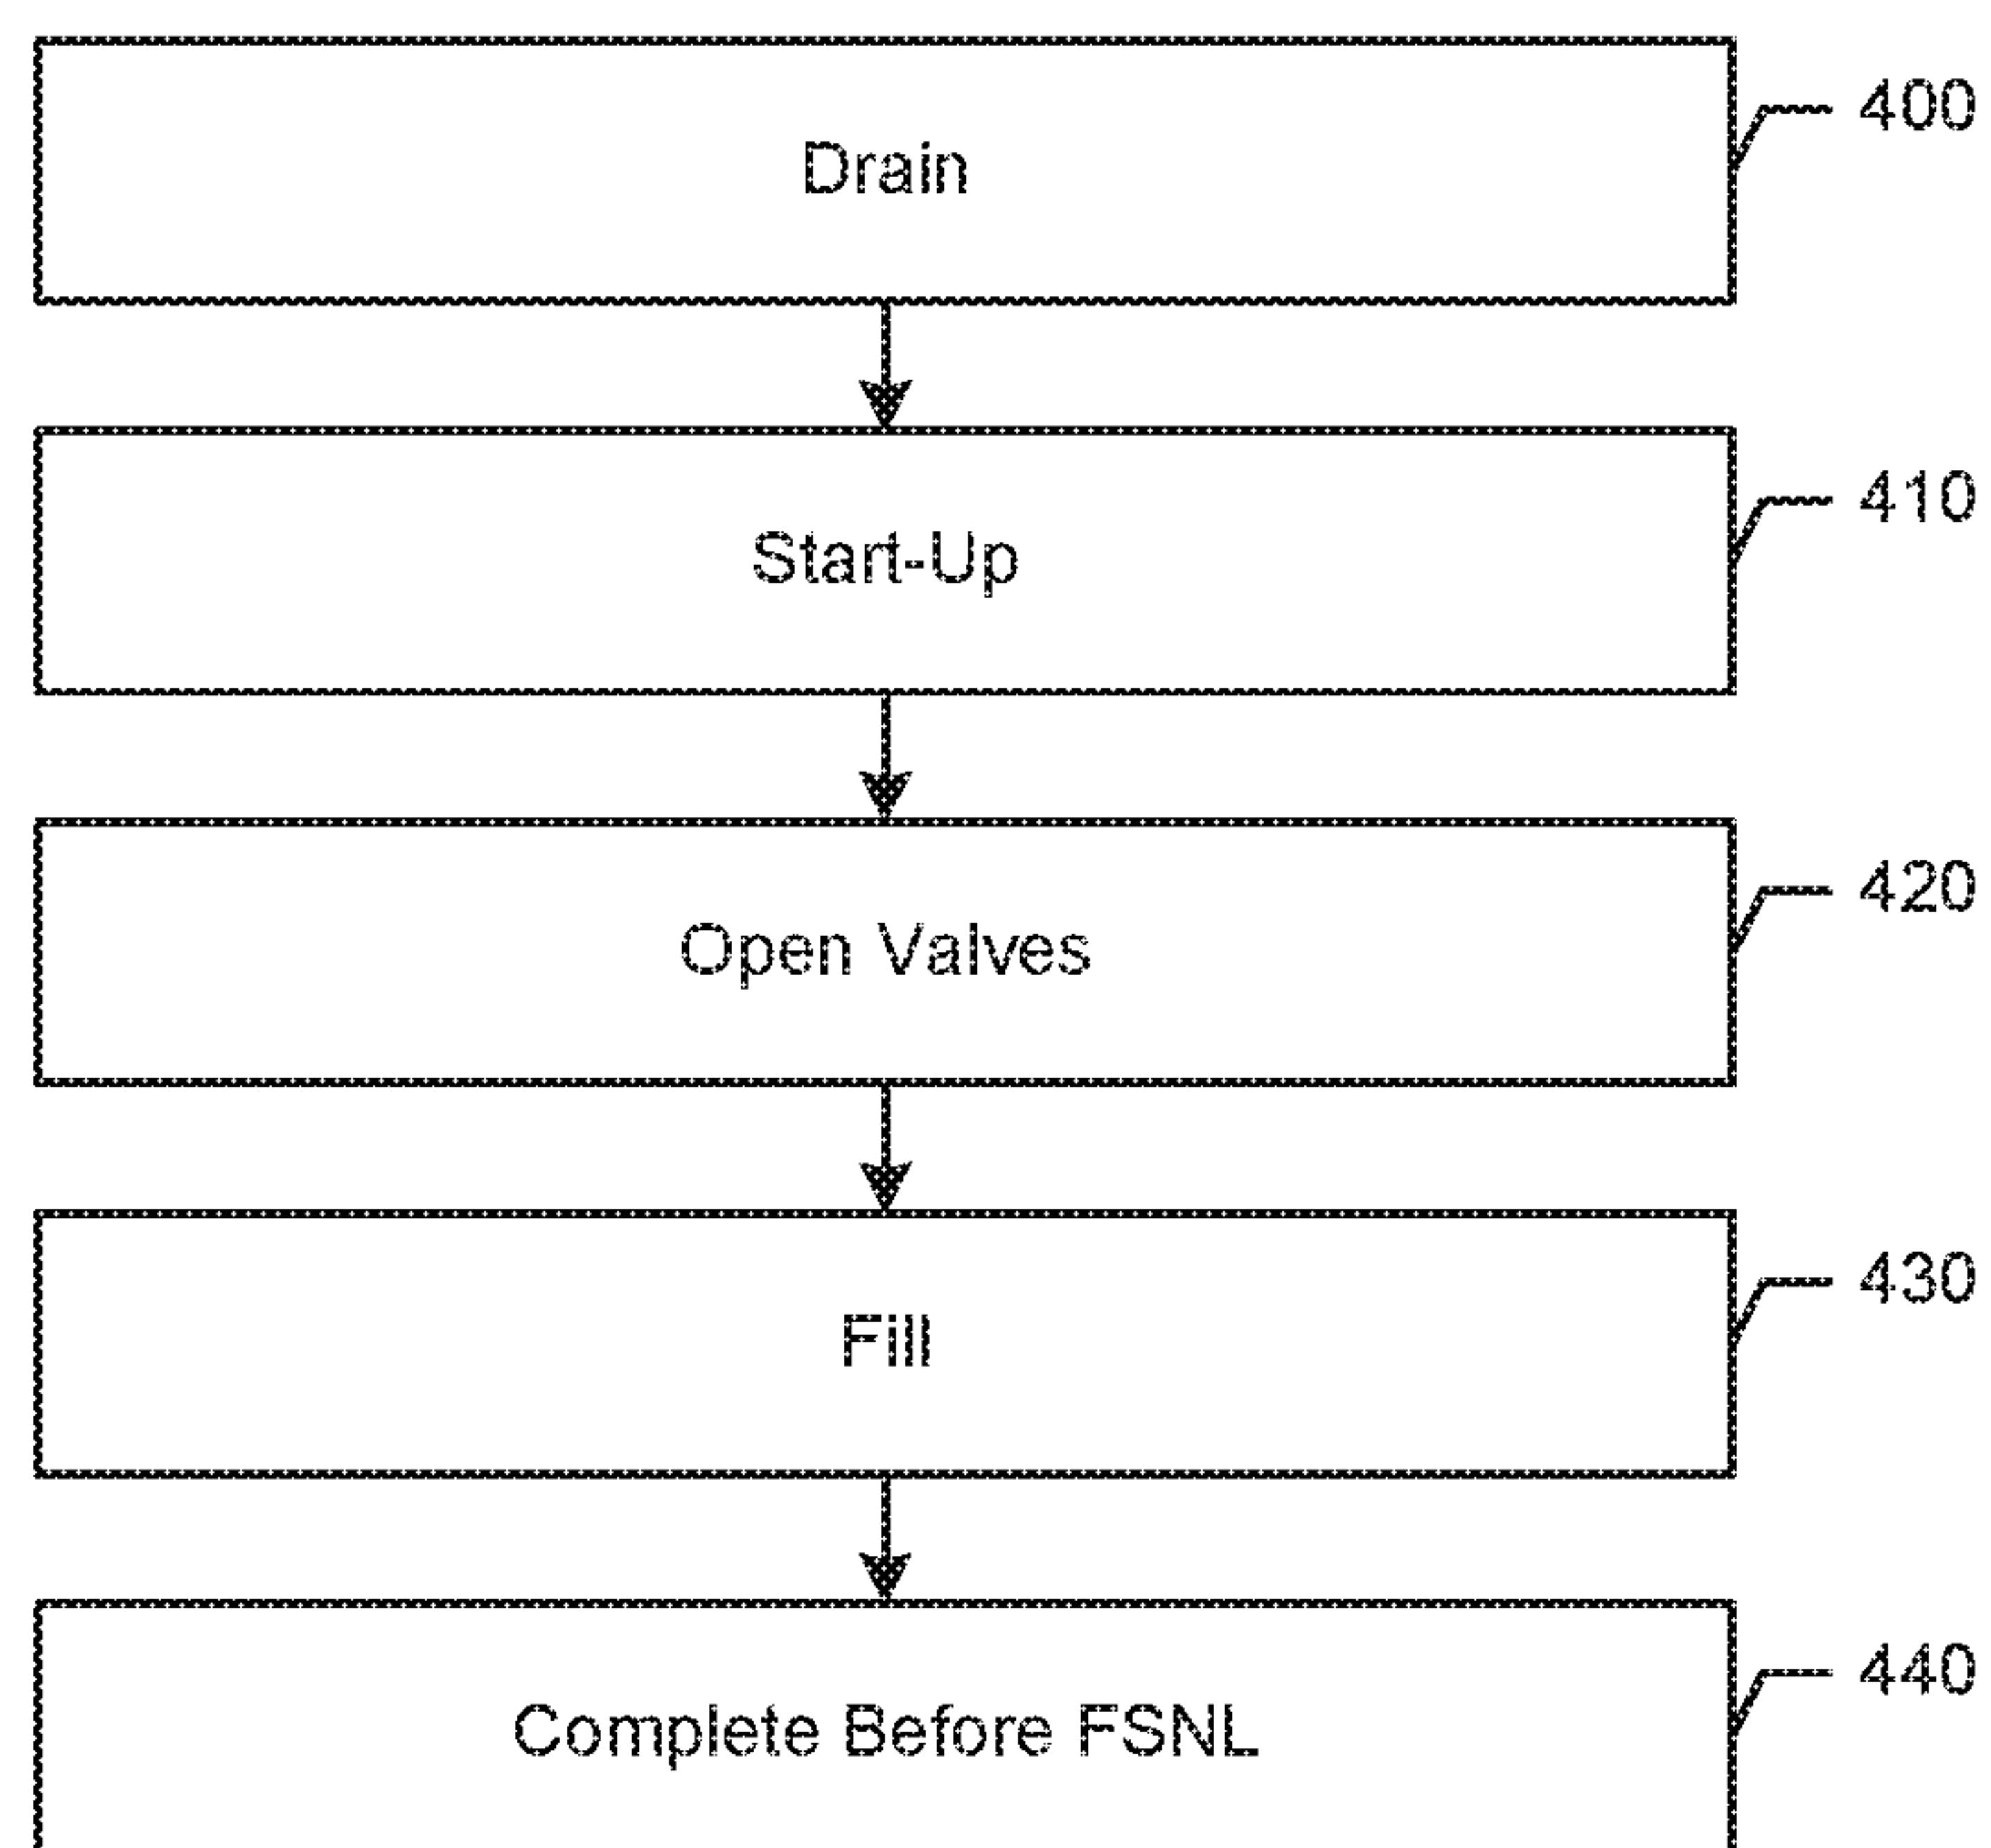 Drain
400
Start-Up
410
Open Valves
420
Fill
430
Complete Before FSNL
440